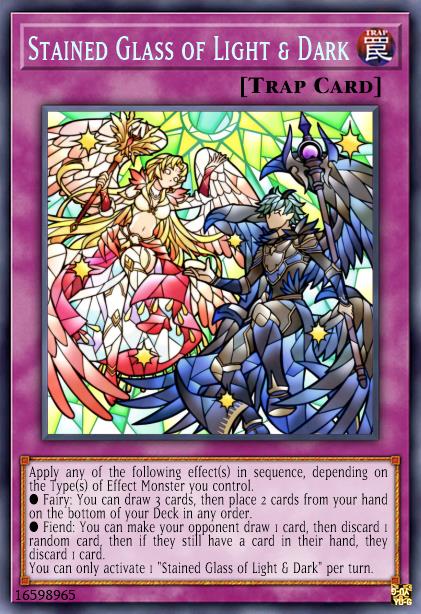 STAINED GLASS OF LIGHT & DARK
TRAP
罠
[TRAP CARD]
Apply any of the following effect(s) in sequence, depending on
the Type(s) of Effect Monster you control.
● Fairy: You can draw 3 cards, then place 2 cards from your hand
on the bottom of your Deck in any order.
● Fiend: You can make your opponent draw 1 card, then discard 1
random card, then if they still have a card in their hand, they
discard 1 card.
You can only activate 1 "Stained Glass of Light & Dark" per turn.
16598965